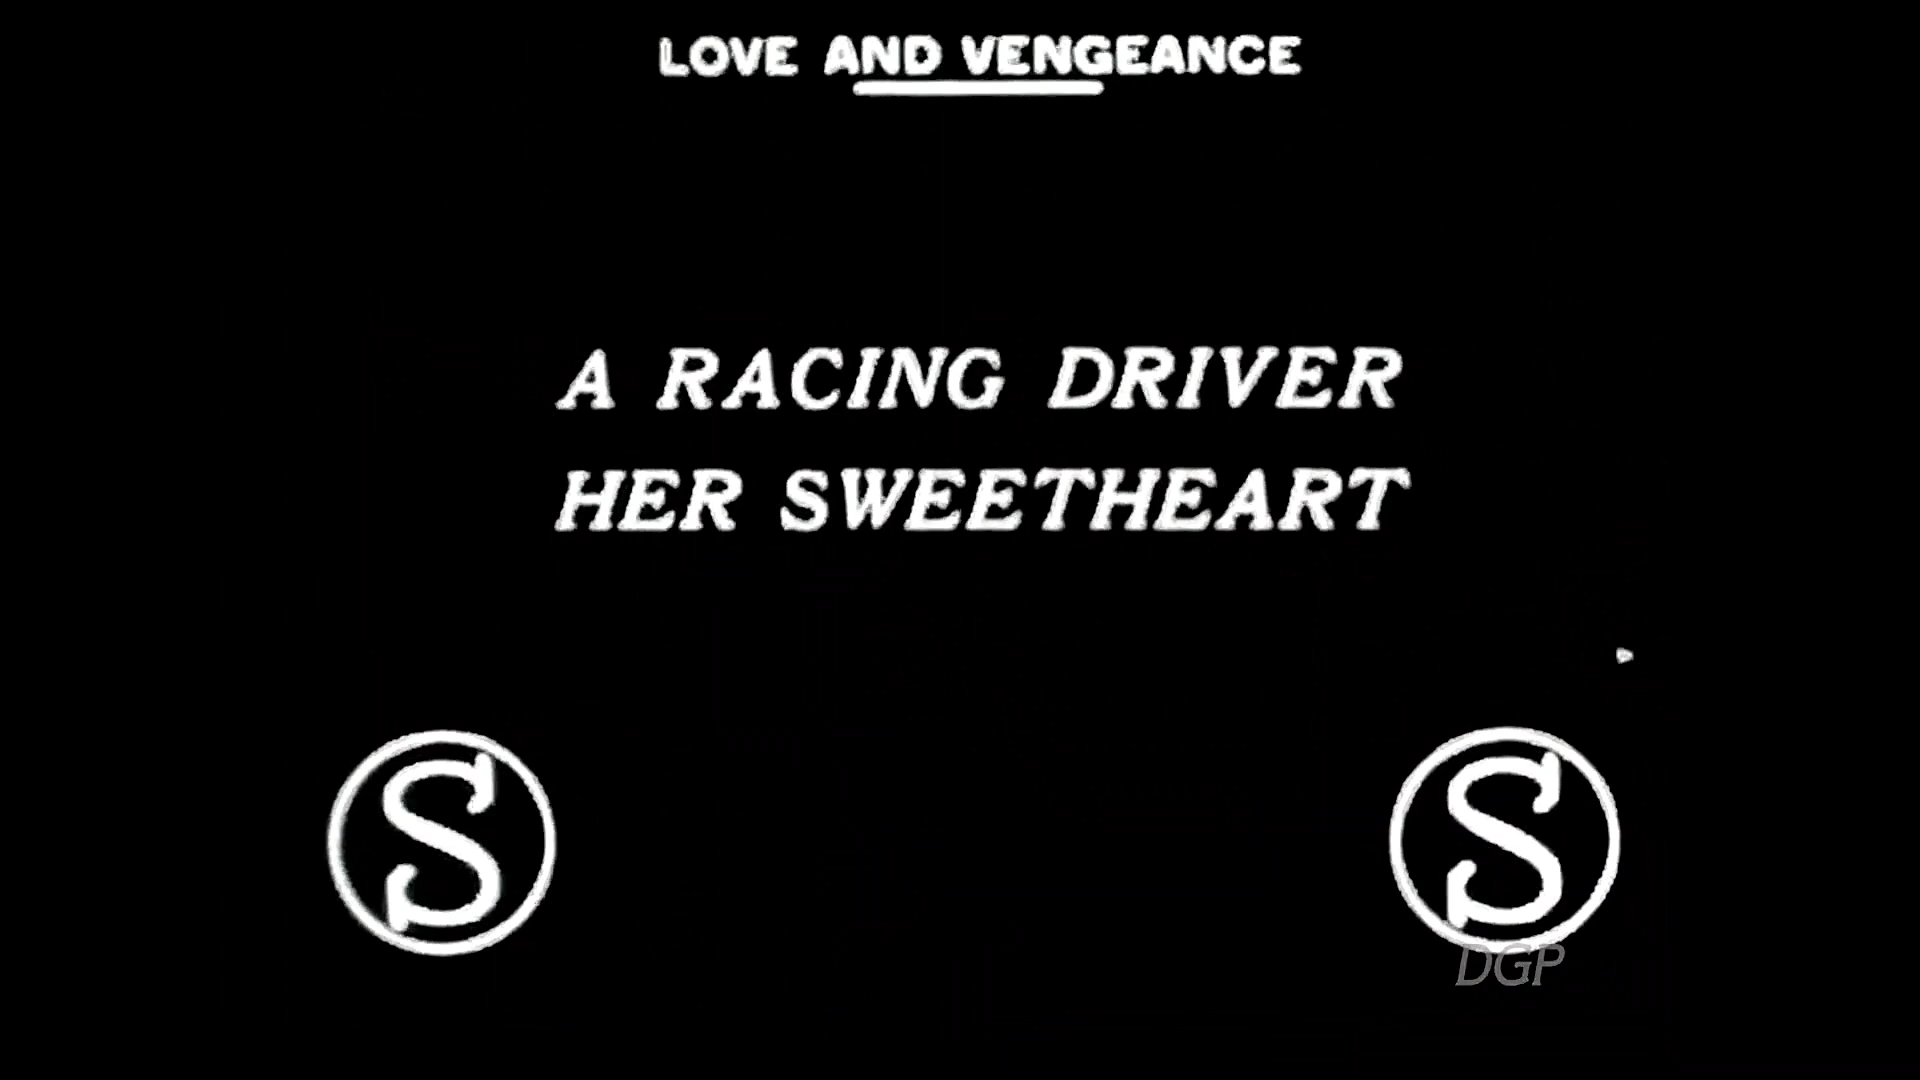 LOVE AND VENGEANCE
A RACING DRIVER
HER SWEETHEART
S
S
DGP